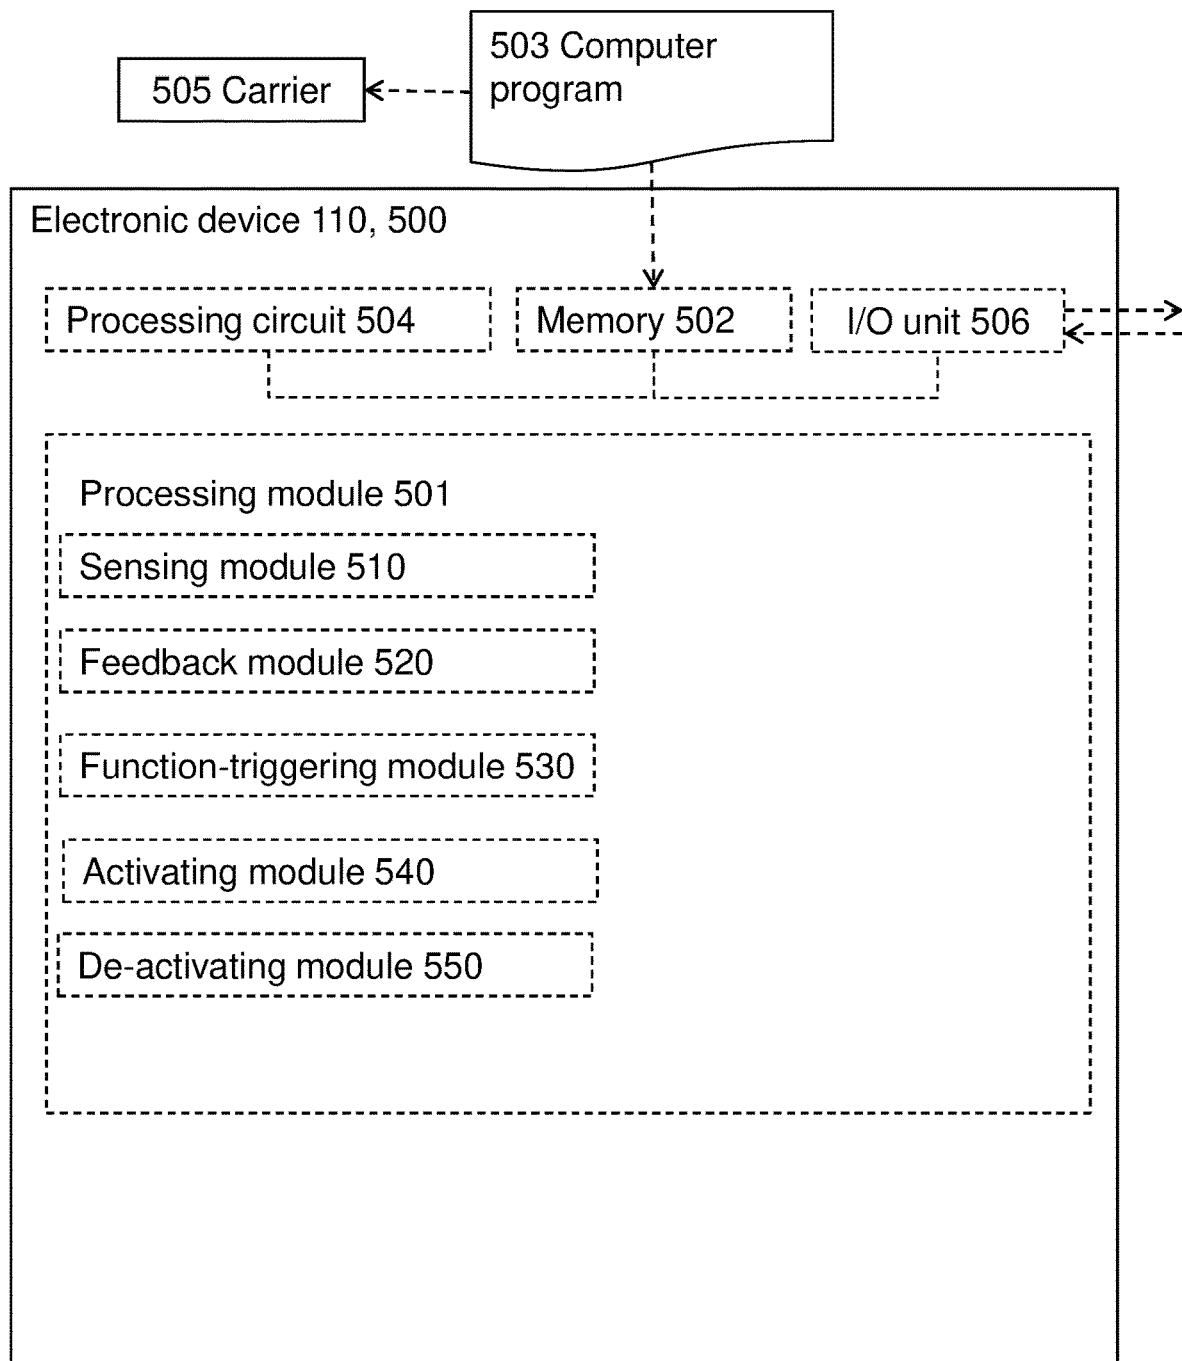 503 Computer
program
505 Carrier
Electronic device 110, 500
Processing circuit 504
Memory 502
I/O unit 506
Processing module 501
Sensing module 510
Feedback module 520
Function-triggering module 530
Activating module 540
De-activating module 550